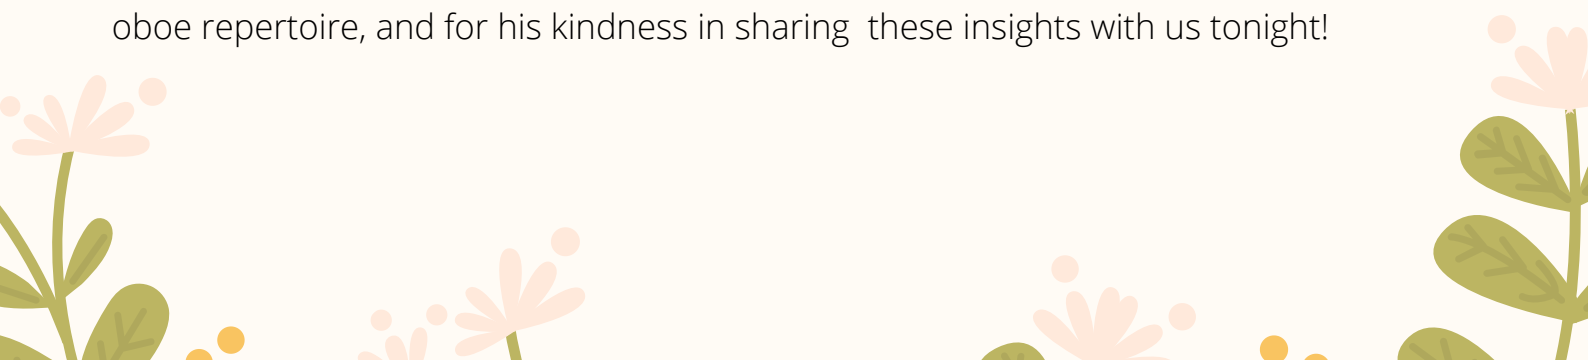 oboe repertoire, and for his kindness in sharing  these insights with us tonight!